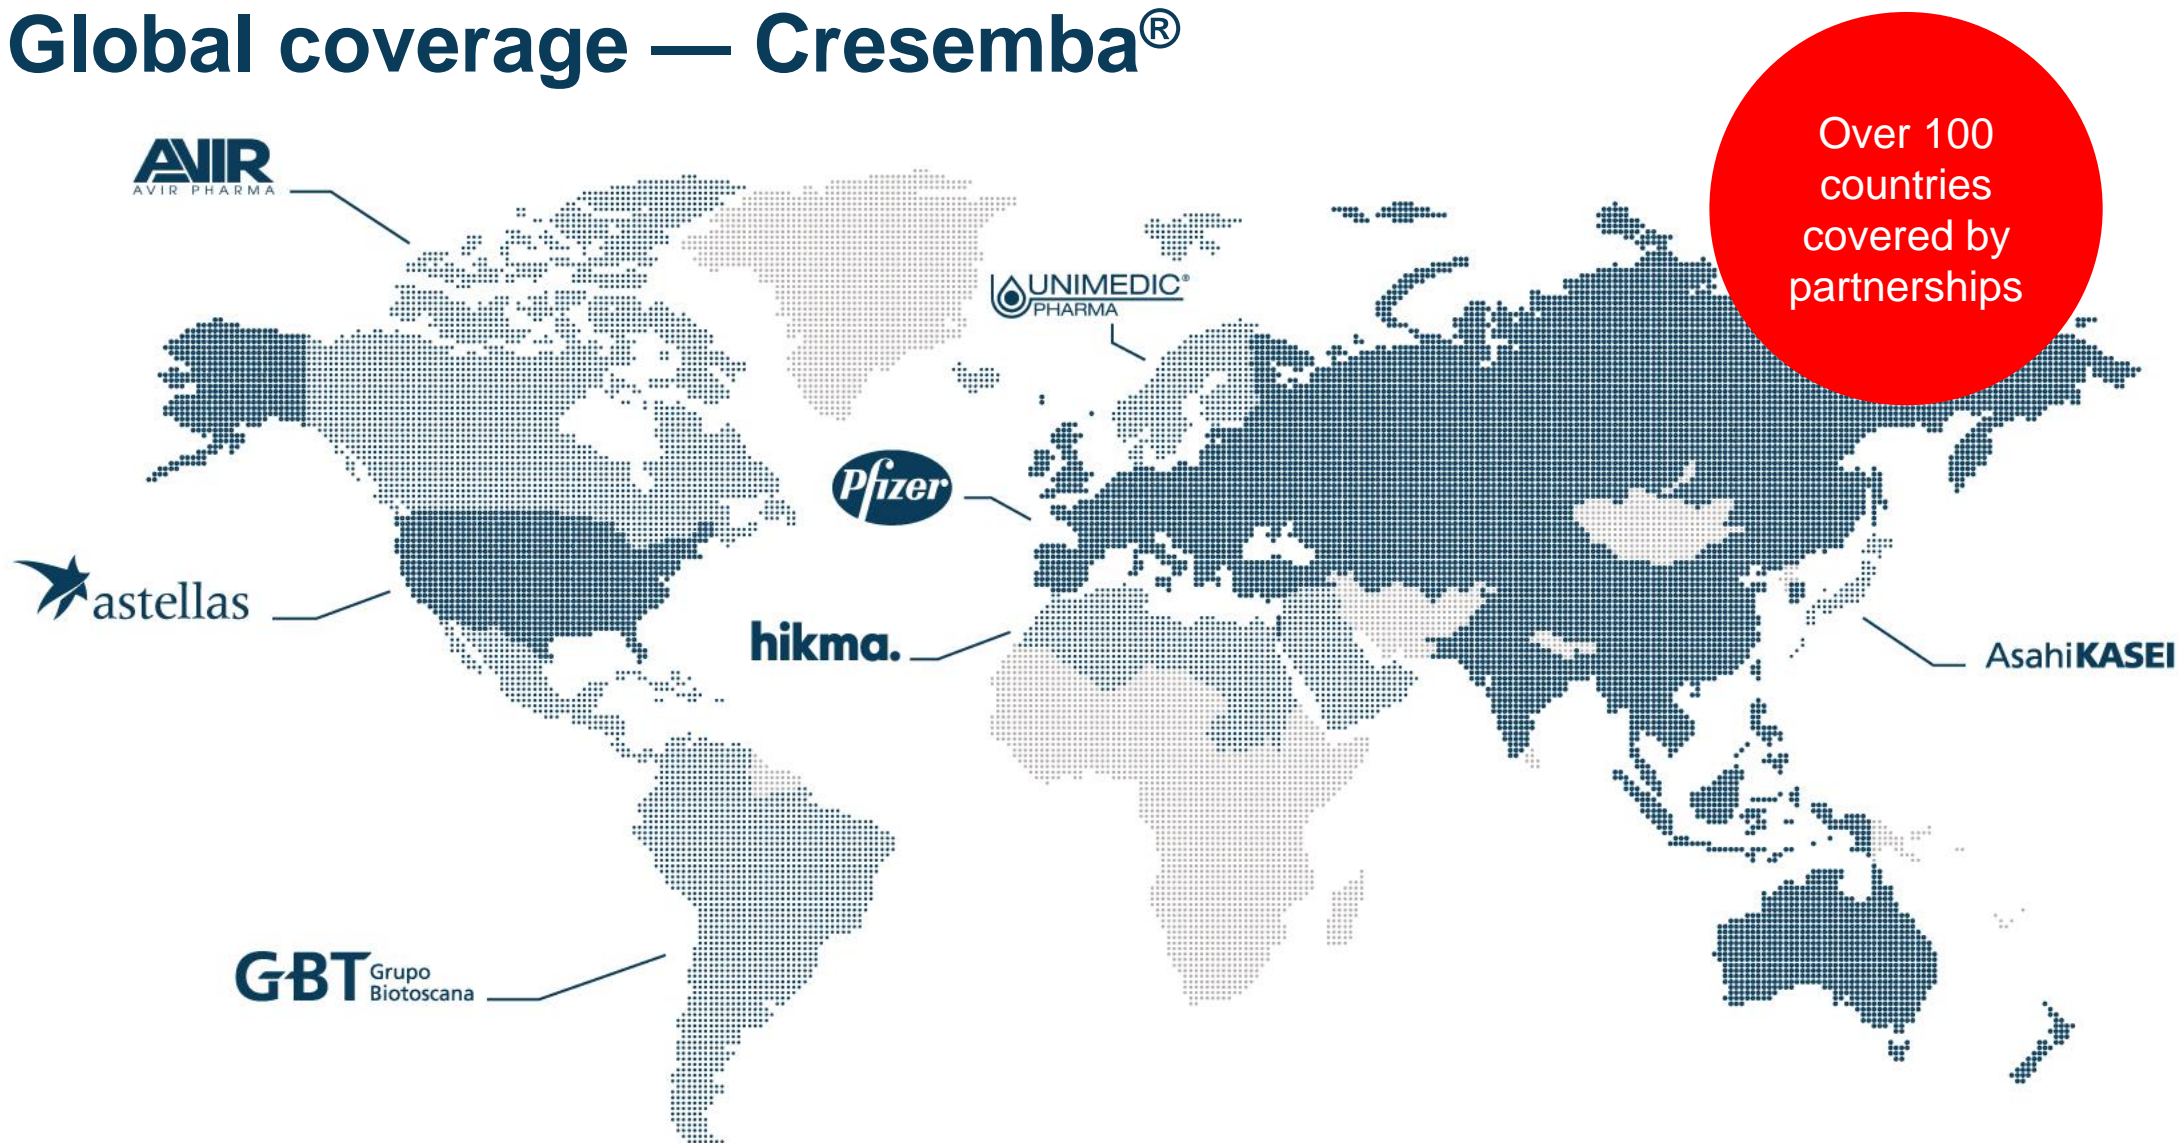 Global coverage — Cresemba®
Over 100
countries
covered by
partnerships
AVIR
AVIR PHARMA
UNIMEDIC®
PHARMA
Pfizer
astellas
hikma.
AsahiKASEI
GBT Grupo
Biotoscana